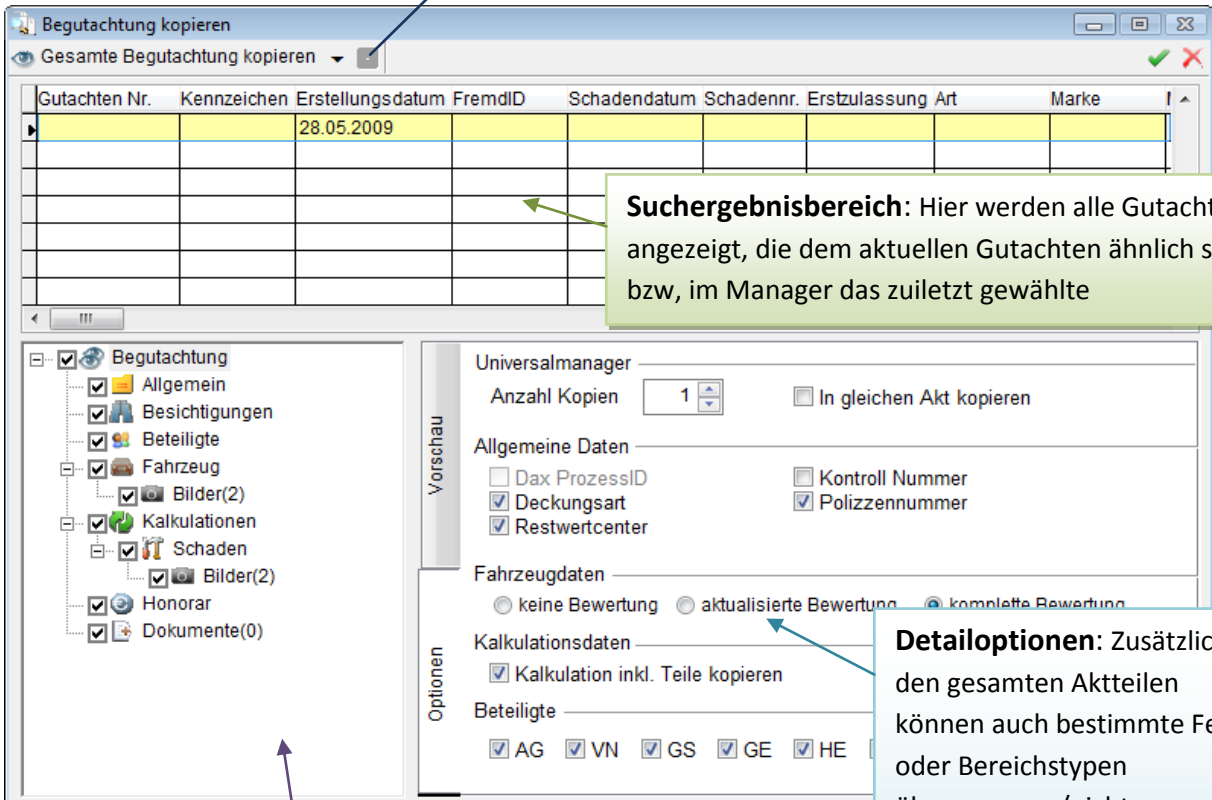 Begutachtung kopieren
Gesamte Begutachtung kopieren
Gutachten Nr. Kennzeichen Erstellungsdatum FremdID Schadendatum Schadennr. Erstzulassung Art Marke
28.05.2009
Suchergebnisbereich: Hier werden alle Gutacht
angezeigt, die dem aktuellen Gutachten ähnlich s
bzw, im Manager das zuiletzt gewählte
Begutachtung
Allgemein
Besichtigungen
Beteiligte
Fahrzeug
Bilder(2)
Kalkulationen
Schaden
Bilder(2)
Honorar
Dokumente(0)
Vorschau
Optionen
Universalmanager
Anzahl Kopien 1 In gleichen Akt kopieren
Allgemeine Daten
Dax ProzessID Kontroll Nummer
Deckungsart Polizzennummer
Restwertcenter
Fahrzeugdaten
keine Bewertung aktualisierte Bewertung komplette Bewertung
Kalkulationsdaten
Kalkulation inkl. Teile kopieren
Beteiligte
AG VN GS GE HE
Detailoptionen: Zusätzlic
den gesamten Aktteilen
können auch bestimmte Fe
oder Bereichstypen